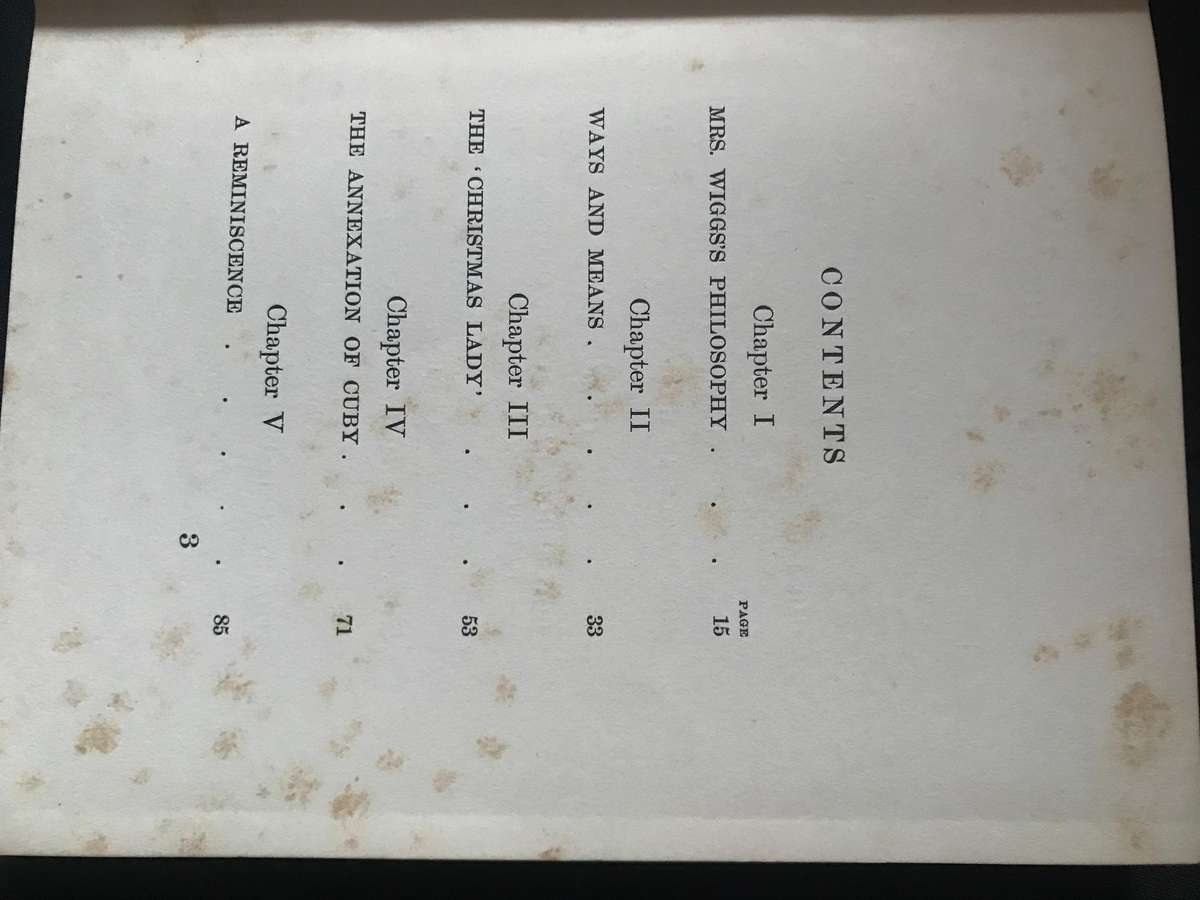 CONTENTS
Chapter I
PAGE
MRS. WIGGS'S PHILOSOPHY . . . 15
Chapter II
WAYS AND MEANS . . . . . 33
Chapter III
THE ‘CHRISTMAS LADY’ . . . 53
Chapter IV
THE ANNEXATION OF CUBY . . . 71
Chapter V
A REMINISCENCE . . . . . 85
3